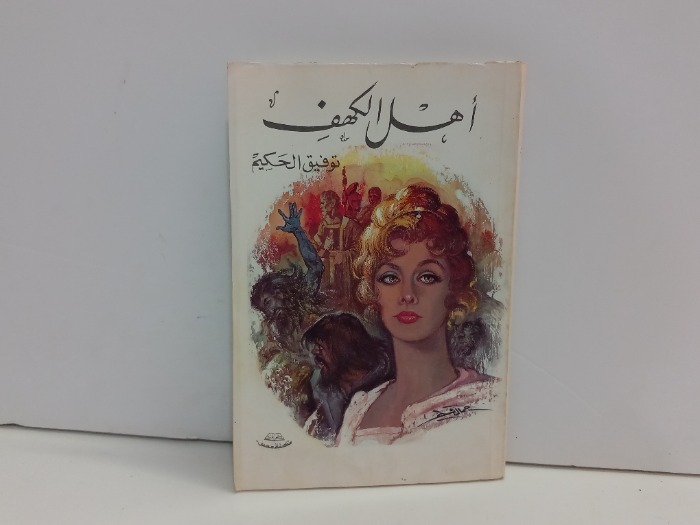 أهل الكهف
توفيق الحكيم